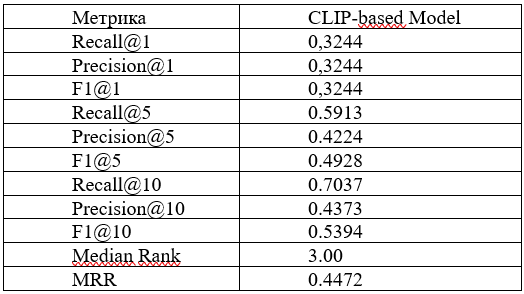 Метрика CLIP-based Model
Recall@1 0,3244
Precision@1 0,3244
F1@1 0,3244
Recall@5 0.5913
Precision@5 0.4224
F1@5 0.4928
Recall@10 0.7037
Precision@10 0.4373
F1@10 0.5394
Median Rank 3.00
MRR 0.4472